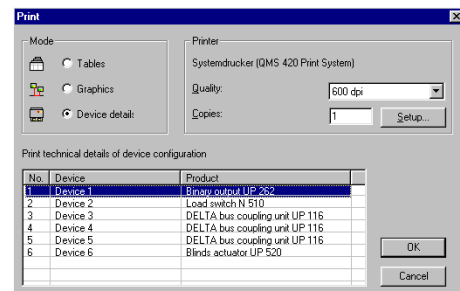 Print
Mode
Tables
Graphics
Device details
Printer
Systemdrucker (QMS 420 Print System)
Quality: 600 dpi
Copies: 1 Setup...
Print technical details of device configuration
No. Device Product
1 Device 1 Binary output UP 262
2 Device 2 Load switch N 510
3 Device 3 DELTA bus coupling unit UP 116
4 Device 4 DELTA bus coupling unit UP 116
5 Device 5 DELTA bus coupling unit UP 116
6 Device 6 Blinds actuator UP 520
OK
Cancel